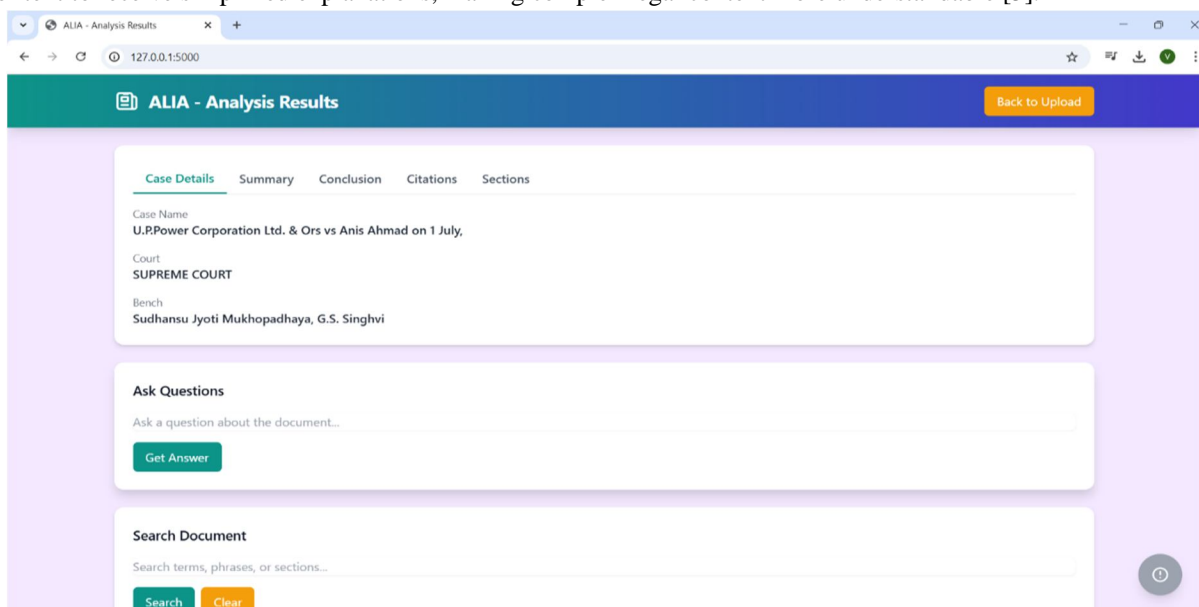 ALIA - Analysis Results
127.0.0.1:5000
V
ALIA - Analysis Results
Back to Upload
Case Details Summary Conclusion Citations Sections
Case Name
U.P.Power Corporation Ltd. & Ors vs Anis Ahmad on 1 July,
Court
SUPREME COURT
Bench
Sudhansu Jyoti Mukhopadhaya, G.S. Singhvi
Ask Questions
Ask a question about the document...
Get Answer
Search Document
Search terms, phrases, or sections...
Search Clear